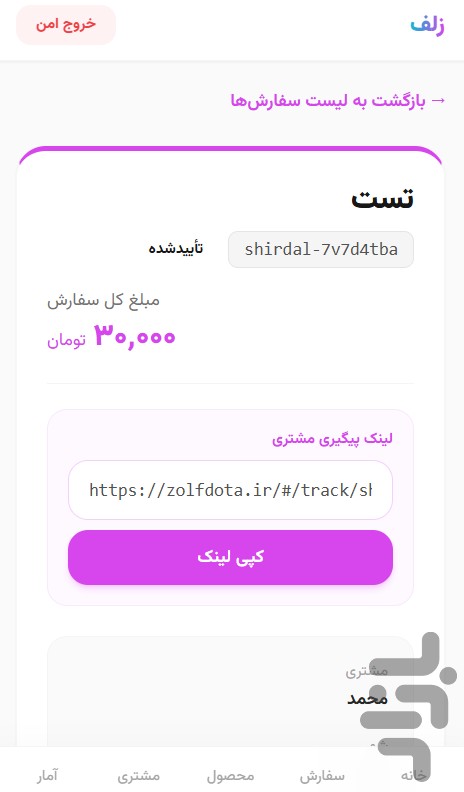 زلف
خروج امن
→ بازگشت به لیست سفارش‌ها
تست
shirdal-7v7d4tba
تأییدشده
مبلغ کل سفارش
۳۰,۰۰۰ تومان
لینک پیگیری مشتری
https://zolfdota.ir/#/track/sh
کپی لینک
مشتری
محمد
خانه
سفارش
محصول
مشتری
آمار